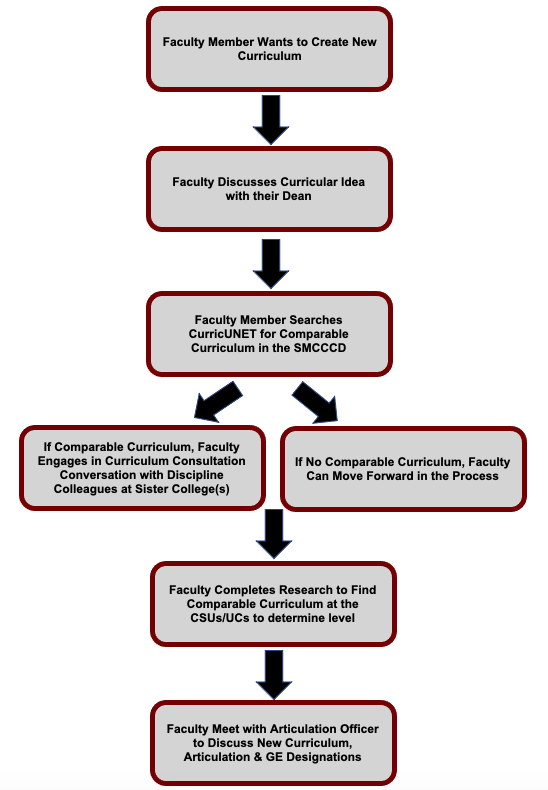 Faculty Member Wants to Create New
Curriculum
Faculty Discusses Curricular Idea
with their Dean
Faculty Member Searches
CurricUNET for Comparable
Curriculum in the SMCCCD
If Comparable Curriculum, Faculty
Engages in Curriculum Consultation
Conversation with Discipline
Colleagues at Sister College(s)
If No Comparable Curriculum, Faculty
Can Move Forward in the Process
Faculty Completes Research to Find
Comparable Curriculum at the
CSUs/UCs to determine level
Faculty Meet with Articulation Officer
to Discuss New Curriculum,
Articulation & GE Designations